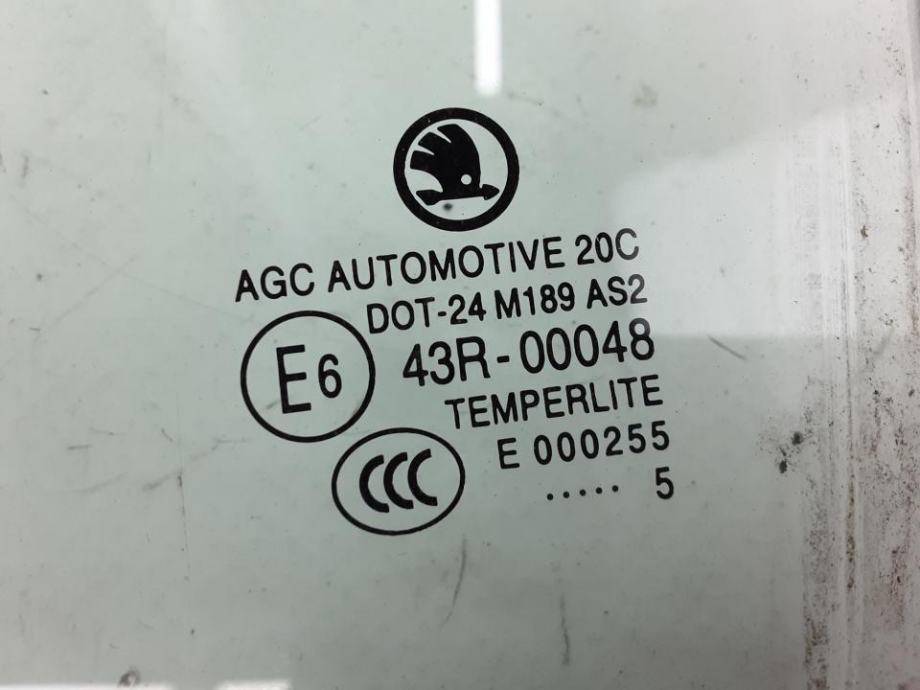 AGC AUTOMOTIVE 20C
DOT-24 M189 AS2
E6 43R-00048
TEMPERLITE
CCC E 000255
..... 5